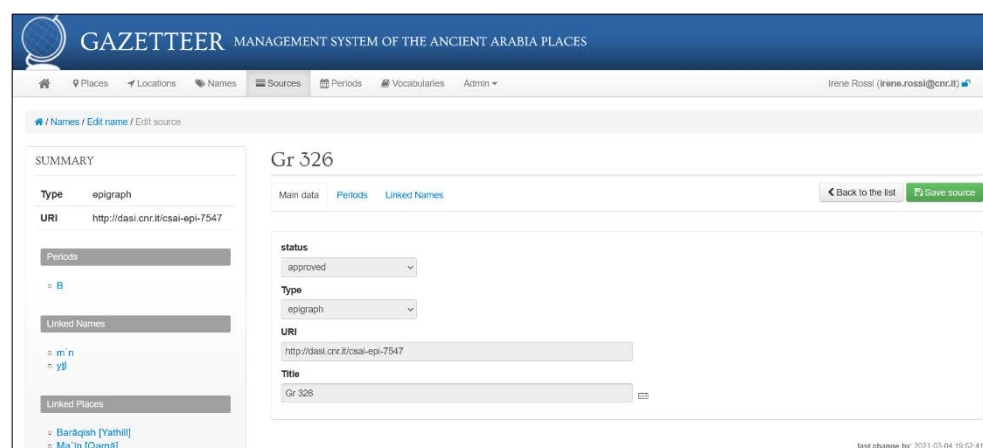 GAZETTEER MANAGEMENT SYSTEM OF THE ANCIENT ARABIA PLACES
Places Locations Names Sources Periods Vocabularies Admin Irene Rossi (irene.rossi@cnr.it)
/ Names / Edit name / Edit source
SUMMARY
Type epigraph
URI http://dasi.cnr.it/csai-epi-7547
Periods
B
Linked Names
mʿn
yṯl
Linked Places
Barāqish [Yathill]
Maʿīn [Qarnā]
Gr 326
Main data Periods Linked Names Back to the list Save source
status
approved
Type
epigraph
URI
http://dasi.cnr.it/csai-epi-7547
Title
Gr 326
last change by: 2021-03-04 19:52:41